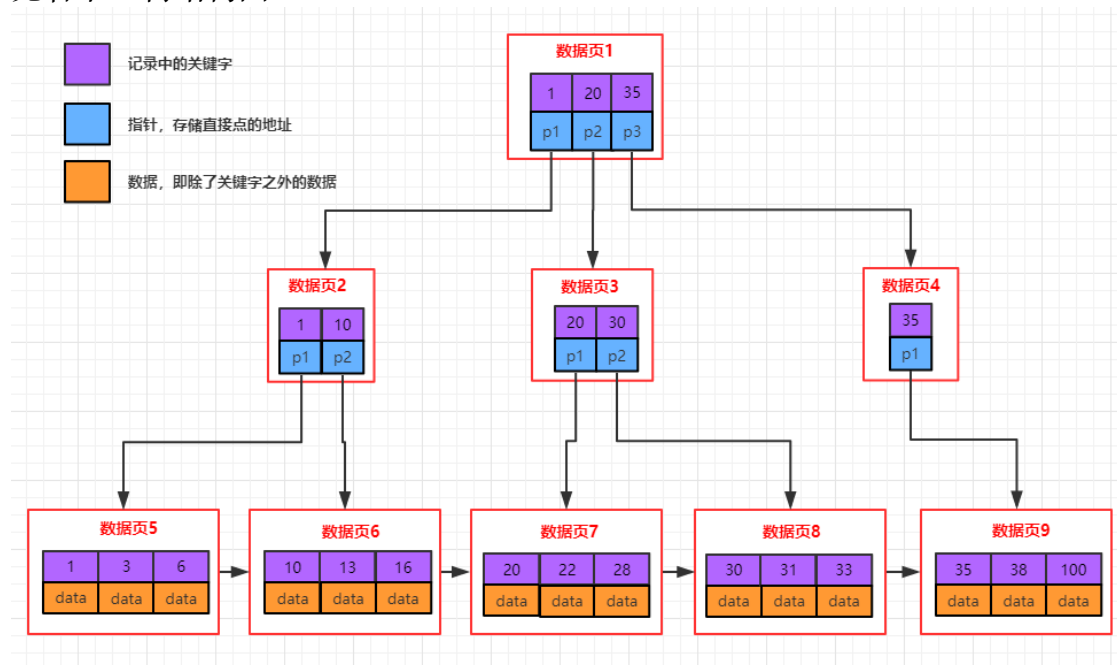 数据页1
记录中的关键字
1 20 35
指针，存储直接点的地址
p1 p2 p3
数据，即除了关键字之外的数据
数据页2
1 10
p1 p2
数据页3
20 30
p1 p2
数据页4
35
p1
数据页5
1 3 6
data data data
数据页6
10 13 16
data data data
数据页7
20 22 28
data data data
数据页8
30 31 33
data data data
数据页9
35 38 100
data data data